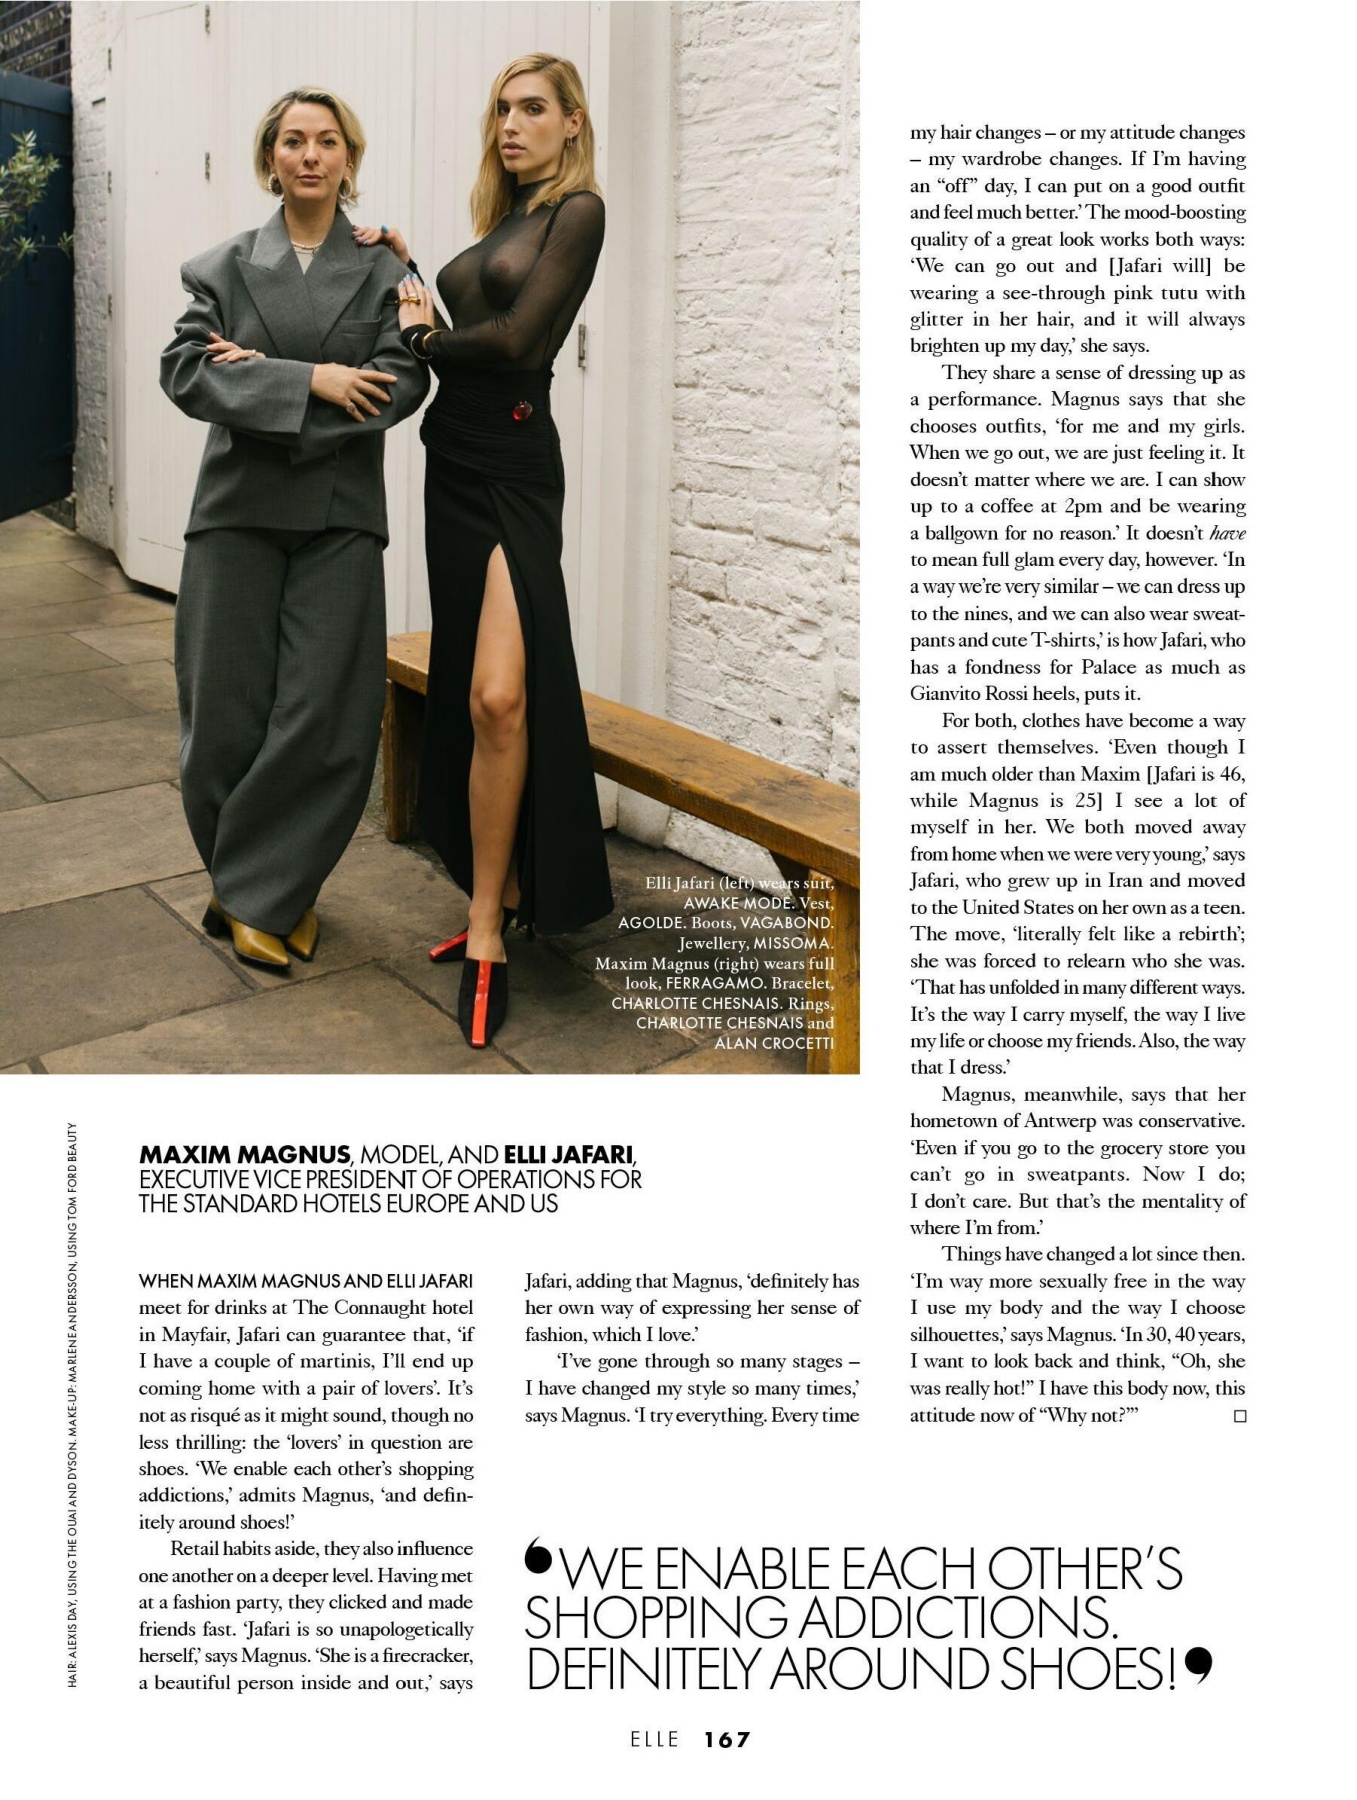 Elli Jafari (left) wears suit,
AWAKE MODE. Vest,
AGOLDE. Boots, VAGABOND.
Jewellery, MISSOMA.
Maxim Magnus (right) wears full
look, FERRAGAMO. Bracelet,
CHARLOTTE CHESNAIS. Rings,
CHARLOTTE CHESNAIS and
ALAN CROCETTI
HAIR: ALEXIS DAY, USING THE OUAI AND DYSON. MAKE-UP: MARLENE ANDERSSON, USING TOM FORD BEAUTY
MAXIM MAGNUS, MODEL, AND ELLI JAFARI,
EXECUTIVE VICE PRESIDENT OF OPERATIONS FOR
THE STANDARD HOTELS EUROPE AND US
WHEN MAXIM MAGNUS AND ELLI JAFARI
meet for drinks at The Connaught hotel
in Mayfair, Jafari can guarantee that, ‘if
I have a couple of martinis, I’ll end up
coming home with a pair of lovers’. It’s
not as risqué as it might sound, though no
less thrilling: the ‘lovers’ in question are
shoes. ‘We enable each other’s shopping
addictions,’ admits Magnus, ‘and defin-
itely around shoes!’
Retail habits aside, they also influence
one another on a deeper level. Having met
at a fashion party, they clicked and made
friends fast. ‘Jafari is so unapologetically
herself,’ says Magnus. ‘She is a firecracker,
a beautiful person inside and out,’ says
Jafari, adding that Magnus, ‘definitely has
her own way of expressing her sense of
fashion, which I love.’
‘I’ve gone through so many stages –
I have changed my style so many times,’
says Magnus. ‘I try everything. Every time
my hair changes – or my attitude changes
– my wardrobe changes. If I’m having
an “off” day, I can put on a good outfit
and feel much better.’ The mood-boosting
quality of a great look works both ways:
‘We can go out and [Jafari will] be
wearing a see-through pink tutu with
glitter in her hair, and it will always
brighten up my day,’ she says.
They share a sense of dressing up as
a performance. Magnus says that she
chooses outfits, ‘for me and my girls.
When we go out, we are just feeling it. It
doesn’t matter where we are. I can show
up to a coffee at 2pm and be wearing
a ballgown for no reason.’ It doesn’t have
to mean full glam every day, however. ‘In
a way we’re very similar – we can dress up
to the nines, and we can also wear sweat-
pants and cute T-shirts,’ is how Jafari, who
has a fondness for Palace as much as
Gianvito Rossi heels, puts it.
For both, clothes have become a way
to assert themselves. ‘Even though I
am much older than Maxim [Jafari is 46,
while Magnus is 25] I see a lot of
myself in her. We both moved away
from home when we were very young,’ says
Jafari, who grew up in Iran and moved
to the United States on her own as a teen.
The move, ‘literally felt like a rebirth’;
she was forced to relearn who she was.
‘That has unfolded in many different ways.
It’s the way I carry myself, the way I live
my life or choose my friends. Also, the way
that I dress.’
Magnus, meanwhile, says that her
hometown of Antwerp was conservative.
‘Even if you go to the grocery store you
can’t go in sweatpants. Now I do;
I don’t care. But that’s the mentality of
where I’m from.’
Things have changed a lot since then.
‘I’m way more sexually free in the way
I use my body and the way I choose
silhouettes,’ says Magnus. ‘In 30, 40 years,
I want to look back and think, “Oh, she
was really hot!” I have this body now, this
attitude now of “Why not?”’
‘WE ENABLE EACH OTHER’S
SHOPPING ADDICTIONS.
DEFINITELY AROUND SHOES!’
ELLE 167